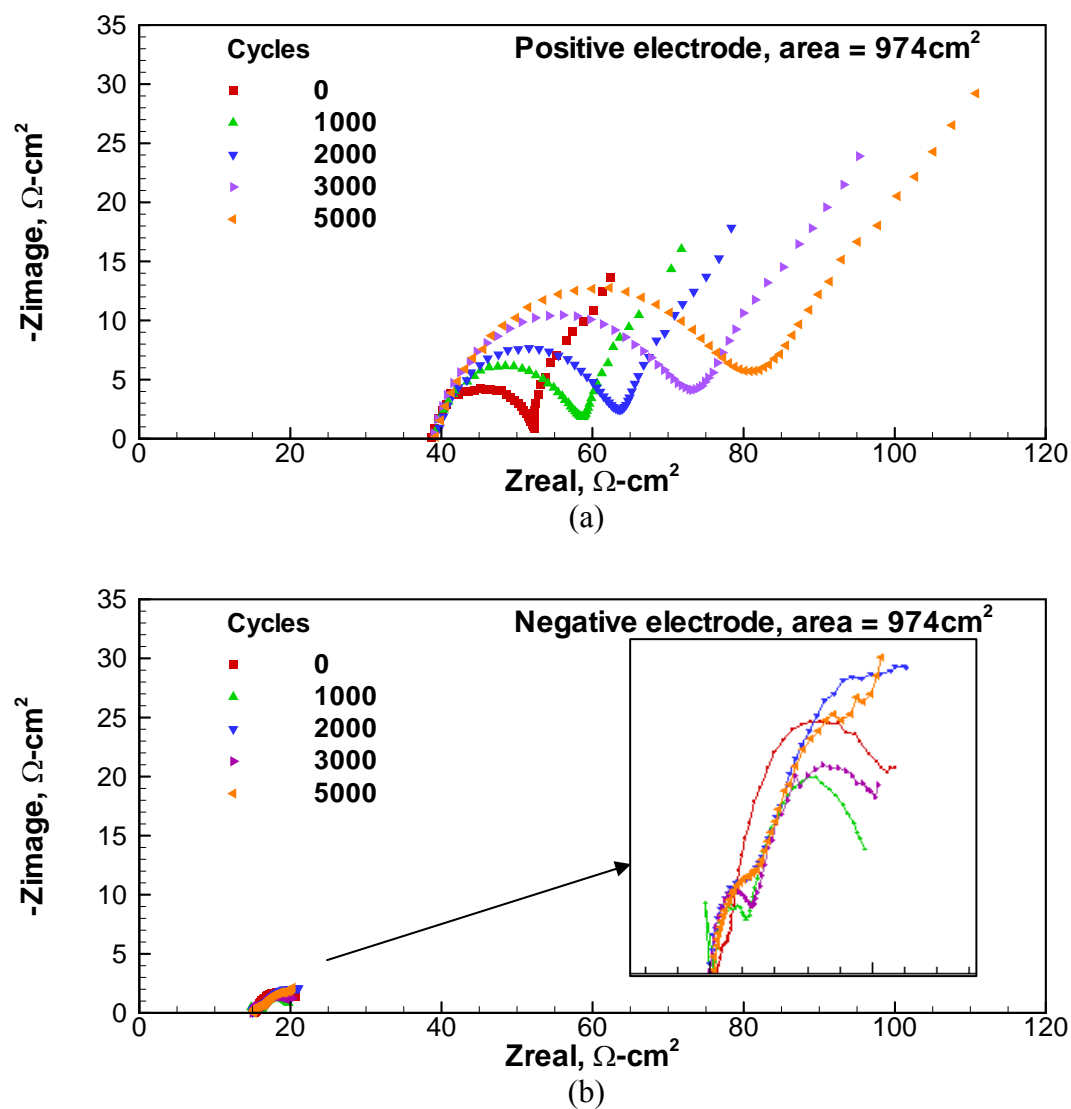 Positive electrode, area = 974cm²
Cycles
0
1000
2000
3000
5000
-Zimage, Ω-cm²
35
30
25
20
15
10
5
0
0 20 40 60 80 100 120
Zreal, Ω-cm²
(a)
Negative electrode, area = 974cm²
Cycles
0
1000
2000
3000
5000
-Zimage, Ω-cm²
35
30
25
20
15
10
5
0
0 20 40 60 80 100 120
Zreal, Ω-cm²
(b)